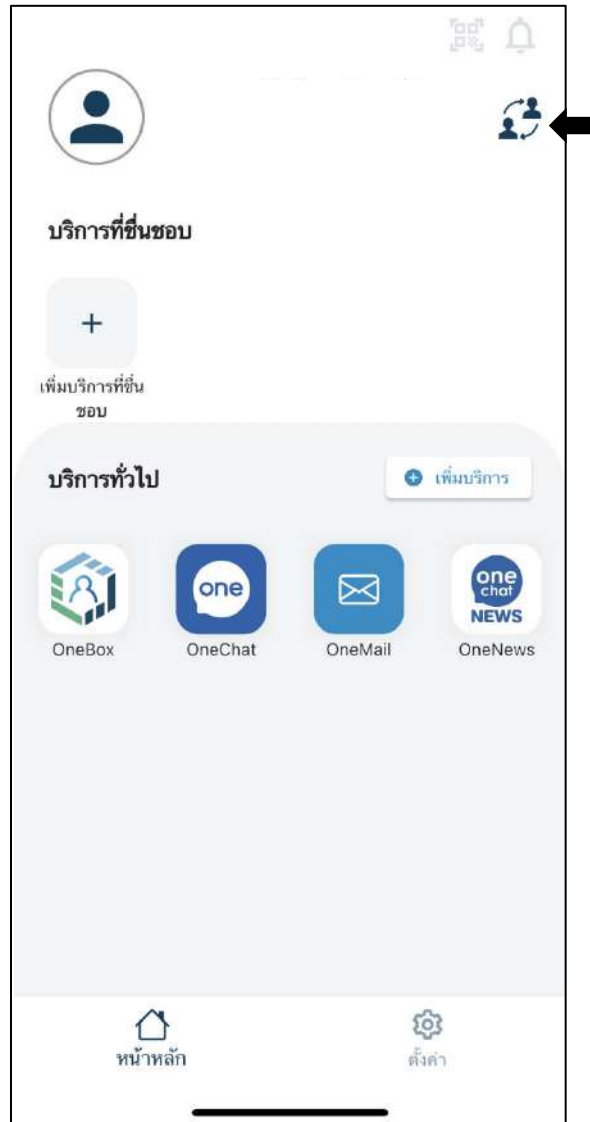 บริการที่ชื่นชอบ
+
เพิ่มบริการที่ชื่น
ชอบ
บริการทั่วไป
เพิ่มบริการ
one
one
chat
NEWS
OneBox
OneChat
OneMail
OneNews
หน้าหลัก
ตั้งค่า